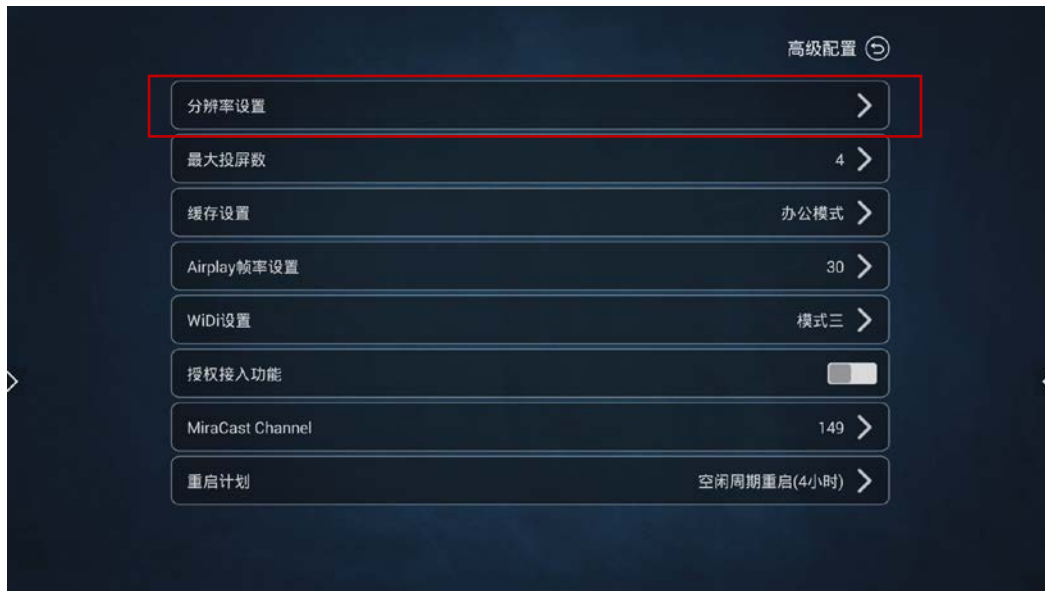 高级配置
分辨率设置
最大投屏数 4
缓存设置 办公模式
Airplay帧率设置 30
WiDi设置 模式三
授权接入功能
MiraCast Channel 149
重启计划 空闲周期重启(4小时)